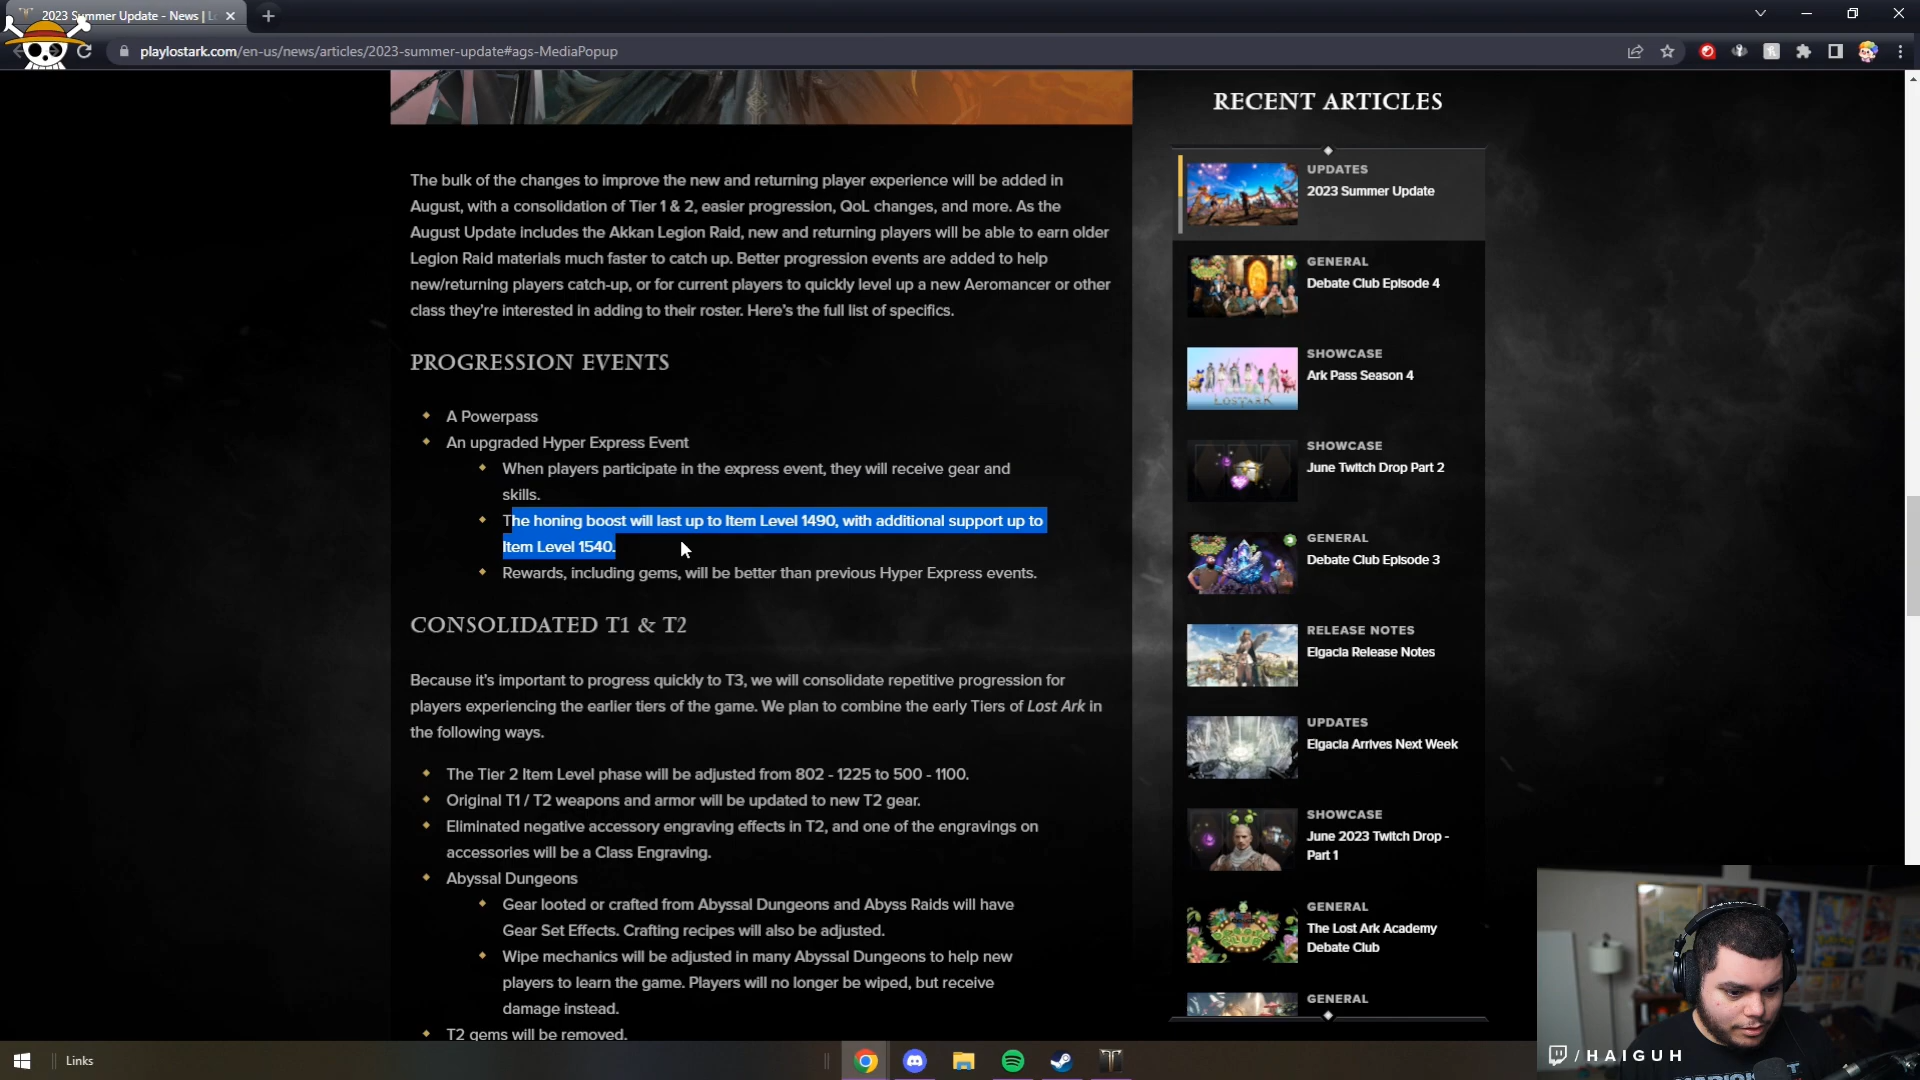 2023 Summer Update - News | L
playlostark.com/en-us/news/articles/2023-summer-update#ags-MediaPopup
The bulk of the changes to improve the new and returning player experience will be added in
August, with a consolidation of Tier 1 & 2, easier progression, QoL changes, and more. As the
August Update includes the Akkan Legion Raid, new and returning players will be able to earn older
Legion Raid materials much faster to catch up. Better progression events are added to help
new/returning players catch-up, or for current players to quickly level up a new Aeromancer or other
class they're interested in adding to their roster. Here's the full list of specifics.
PROGRESSION EVENTS
A Powerpass
An upgraded Hyper Express Event
When players participate in the express event, they will receive gear and
skills.
The honing boost will last up to Item Level 1490, with additional support up to
Item Level 1540.
Rewards, including gems, will be better than previous Hyper Express events.
CONSOLIDATED T1 & T2
Because it's important to progress quickly to T3, we will consolidate repetitive progression for
players experiencing the earlier tiers of the game. We plan to combine the early Tiers of Lost Ark in
the following ways.
The Tier 2 Item Level phase will be adjusted from 802 - 1225 to 500 - 1100.
Original T1 / T2 weapons and armor will be updated to new T2 gear.
Eliminated negative accessory engraving effects in T2, and one of the engravings on
accessories will be a Class Engraving.
Abyssal Dungeons
Gear looted or crafted from Abyssal Dungeons and Abyss Raids will have
Gear Set Effects. Crafting recipes will also be adjusted.
Wipe mechanics will be adjusted in many Abyssal Dungeons to help new
players to learn the game. Players will no longer be wiped, but receive
damage instead.
T2 gems will be removed.
RECENT ARTICLES
UPDATES
2023 Summer Update
GENERAL
Debate Club Episode 4
SHOWCASE
Ark Pass Season 4
SHOWCASE
June Twitch Drop Part 2
GENERAL
Debate Club Episode 3
RELEASE NOTES
Elgacia Release Notes
UPDATES
Elgacia Arrives Next Week
SHOWCASE
June 2023 Twitch Drop -
Part 1
GENERAL
The Lost Ark Academy
Debate Club
GENERAL
/HAIGUH
Links